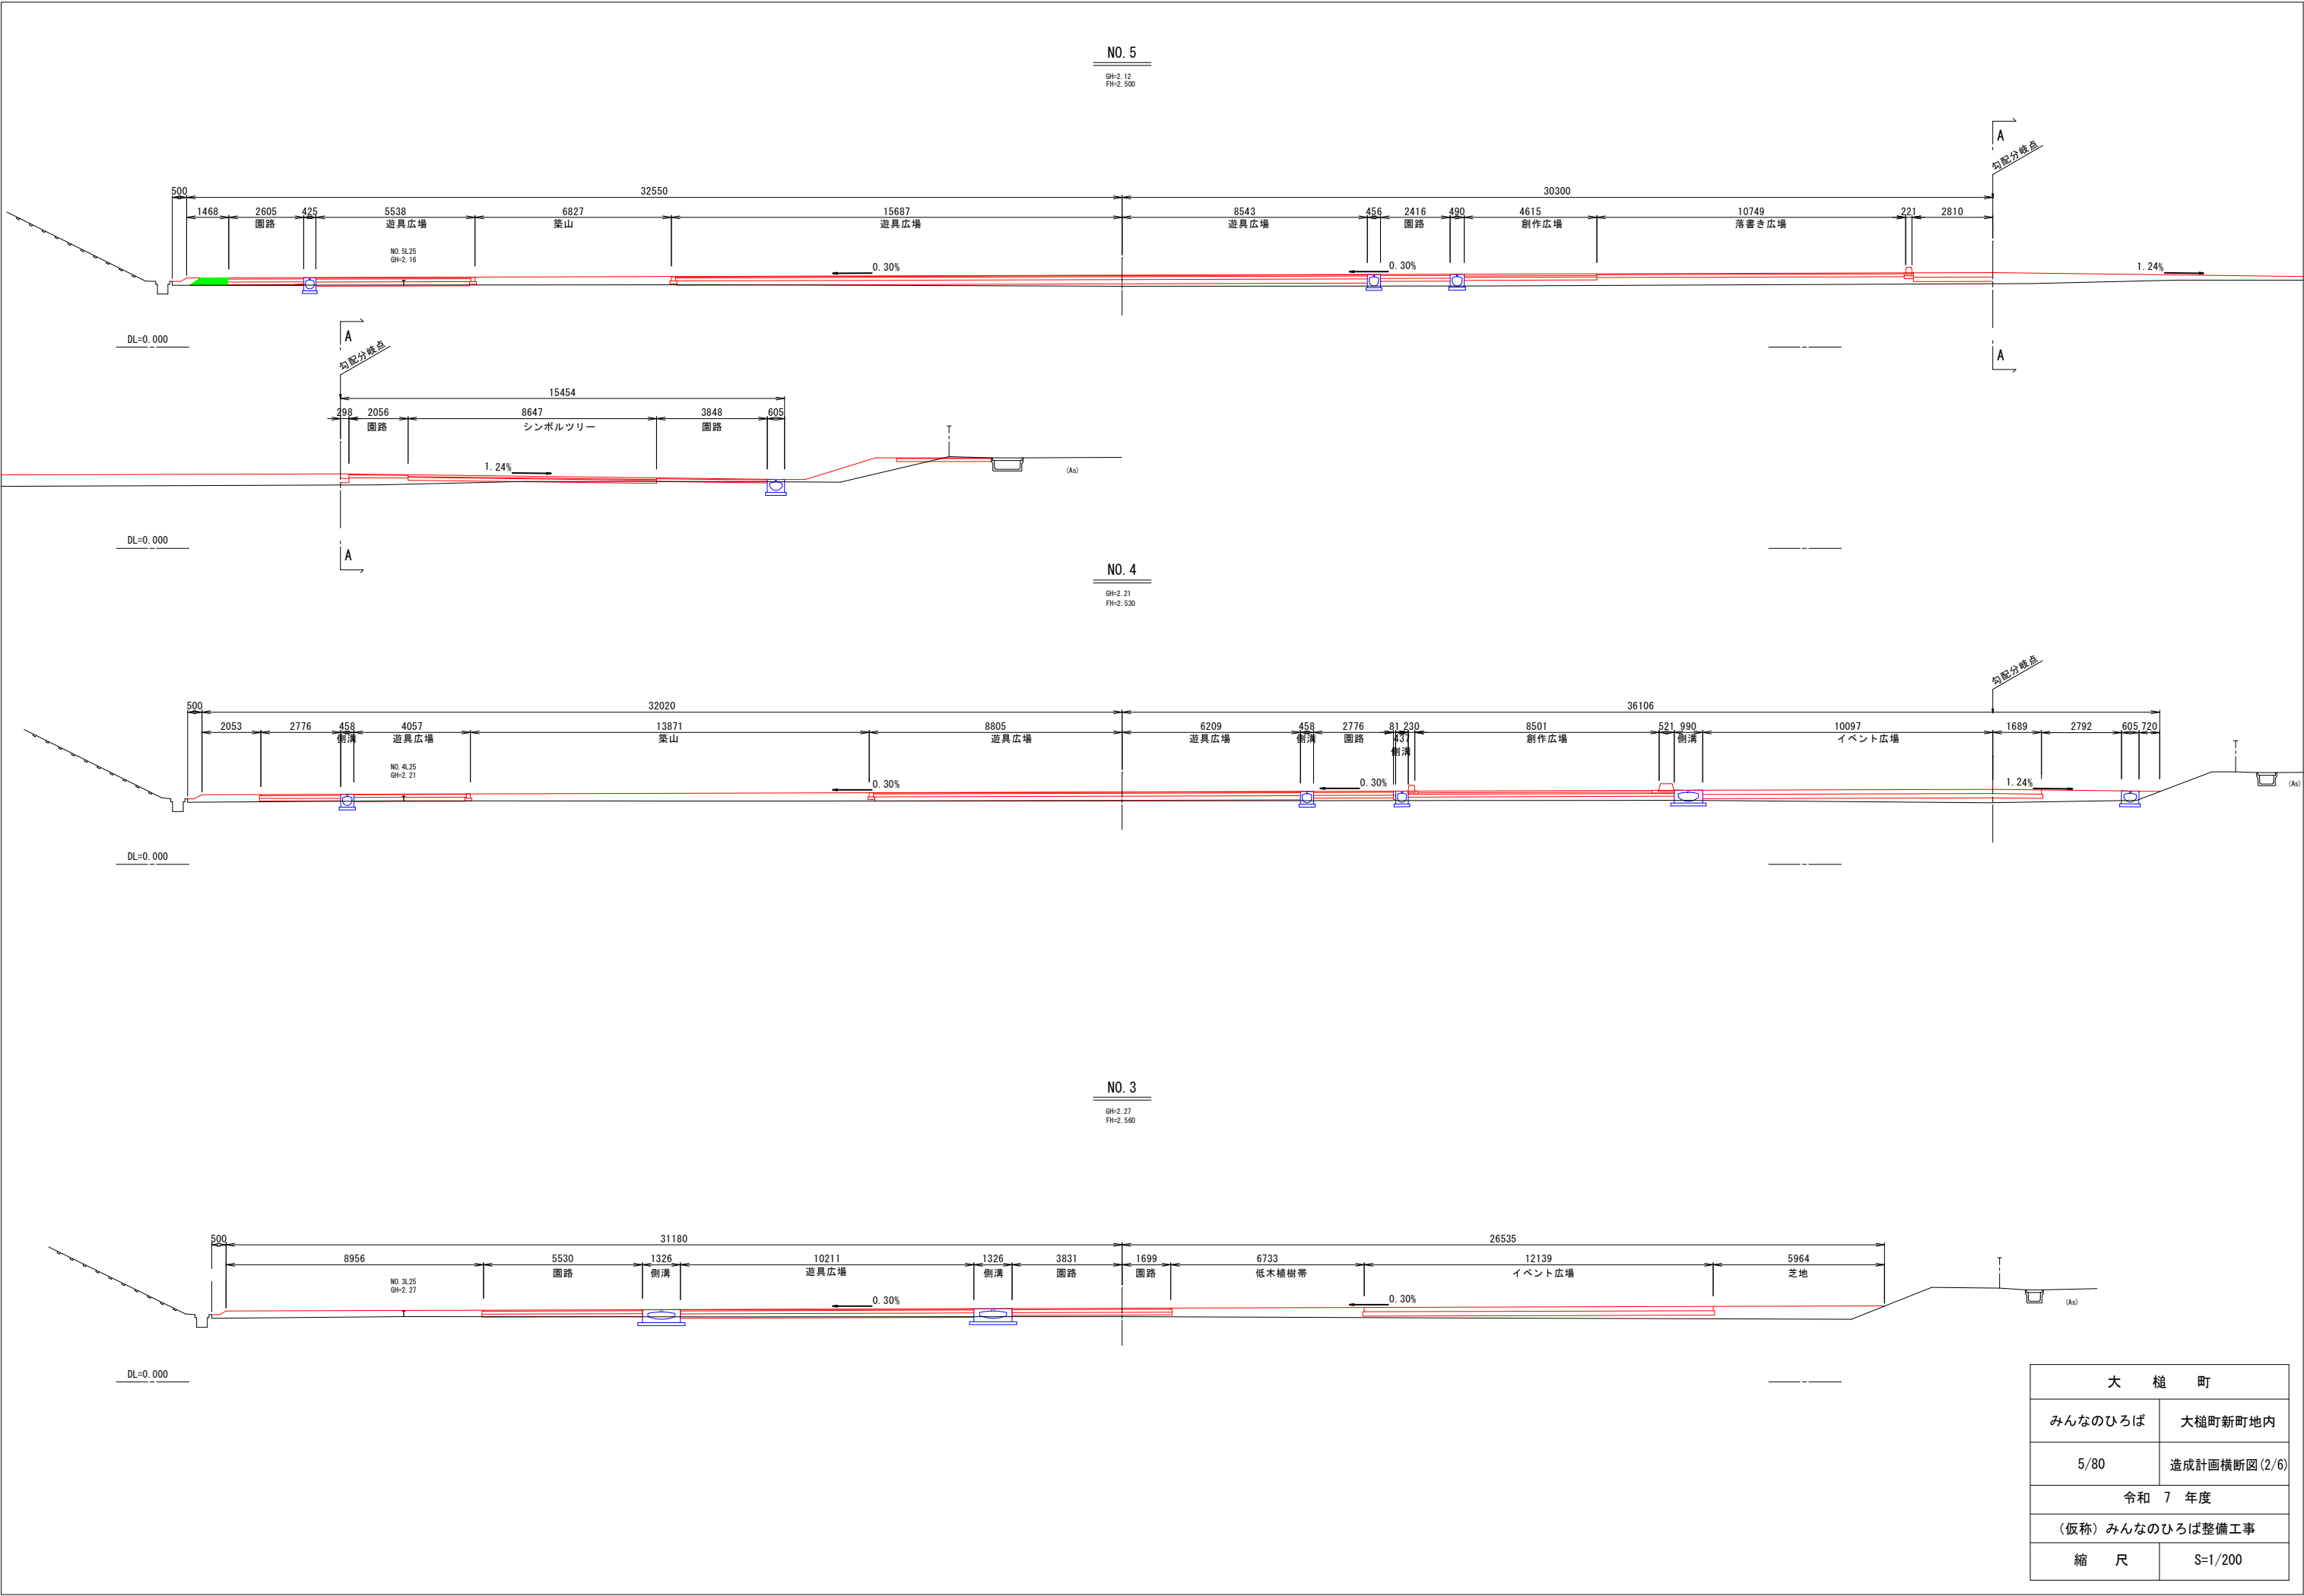 NO.5
GH=2.12
FH=2.500
A
勾配分岐点
500 32550 30300
1468 2605 425 5538 6827 15687 8543 456 2416 490 4615 10749 221 2810
園路 遊具広場 築山 遊具広場 遊具広場 園路 創作広場 落書き広場
NO.5L25
GH=2.16
0.30% 0.30% 1.24%
DL=0.000
A
A
勾配分岐点
15454
298 2056 8647 3848 605
園路 シンボルツリー 園路
T
1.24%
(As)
DL=0.000
A
NO.4
GH=2.21
FH=2.530
勾配分岐点
500 32020 36106
2053 2776 458 4057 13871 8805 6209 458 2776 81 230 8501 521 990 10097 1689 2792 605 720
側溝 遊具広場 築山 遊具広場 遊具広場 側溝 園路 437 創作広場 側溝 イベント広場
側溝
T
NO.4L25
GH=2.21
0.30% 0.30% 1.24%
(As)
DL=0.000
NO.3
GH=2.27
FH=2.560
500 31180 26535
8956 5530 1326 10211 1326 3831 1699 6733 12139 5964
園路 側溝 遊具広場 側溝 園路 園路 低木植樹帯 イベント広場 芝地
T
NO.3L25
GH=2.27
0.30% 0.30%
(As)
DL=0.000
大 槌 町
みんなのひろば 大槌町新町地内
5/80 造成計画横断図(2/6)
令和 7 年度
(仮称)みんなのひろば整備工事
縮 尺 S=1/200